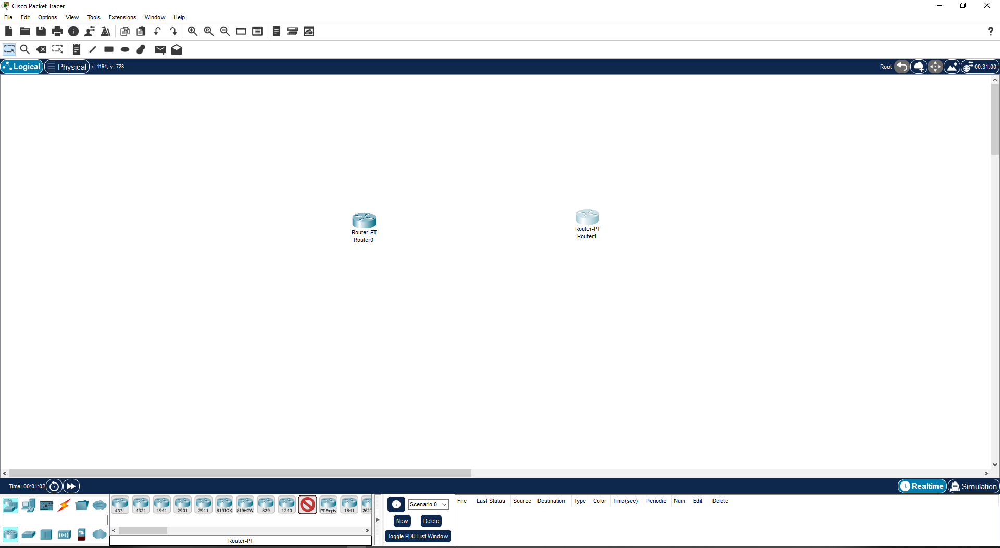 Cisco Packet Tracer
File Edit Options View Tools Extensions Window Help
?
Logical Physical x: 1194, y: 728 Root 00:31:00
Router-PT
Router0
Router-PT
Router1
Time: 00:01:02 Realtime Simulation
4331 4321 1941 2901 2911 819IOX 819HGW 829 1240 PT-Empty 1841 2620
Router-PT
Scenario 0
New Delete
Toggle PDU List Window
Fire Last Status Source Destination Type Color Time(sec) Periodic Num Edit Delete